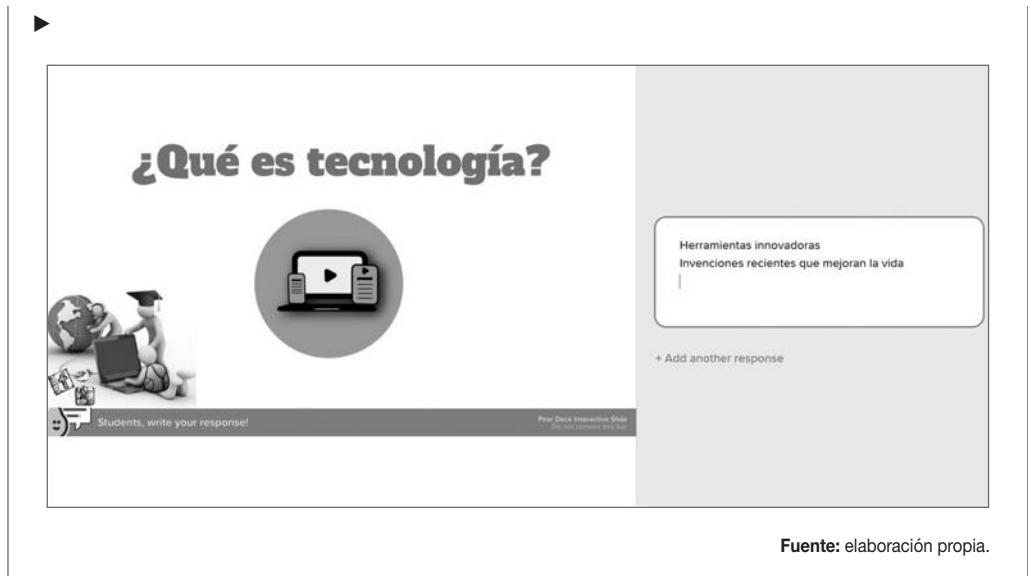 ¿Qué es tecnología?
Herramientas innovadoras
Invenciones recientes que mejoran la vida
+ Add another response
Students, write your response!
Pear Deck Interactive Slide
Do not remove this bar
Fuente: elaboración propia.